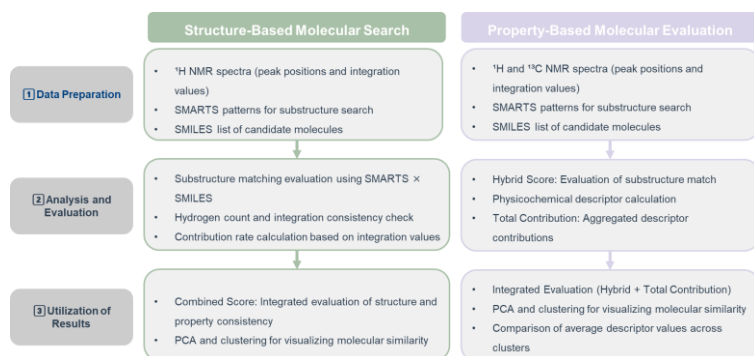 Structure-Based Molecular Search
Property-Based Molecular Evaluation
1 Data Preparation
• ¹H NMR spectra (peak positions and integration
values)
• SMARTS patterns for substructure search
• SMILES list of candidate molecules
• ¹H and ¹³C NMR spectra (peak positions and
integration values)
• SMARTS patterns for substructure search
• SMILES list of candidate molecules
2 Analysis and
Evaluation
• Substructure matching evaluation using SMARTS ×
SMILES
• Hydrogen count and integration consistency check
• Contribution rate calculation based on integration values
• Hybrid Score: Evaluation of substructure match
• Physicochemical descriptor calculation
• Total Contribution: Aggregated descriptor
contributions
3 Utilization of
Results
• Combined Score: Integrated evaluation of structure and
property consistency
• PCA and clustering for visualizing molecular similarity
• Integrated Evaluation (Hybrid + Total Contribution)
• PCA and clustering for visualizing molecular similarity
• Comparison of average descriptor values across
clusters